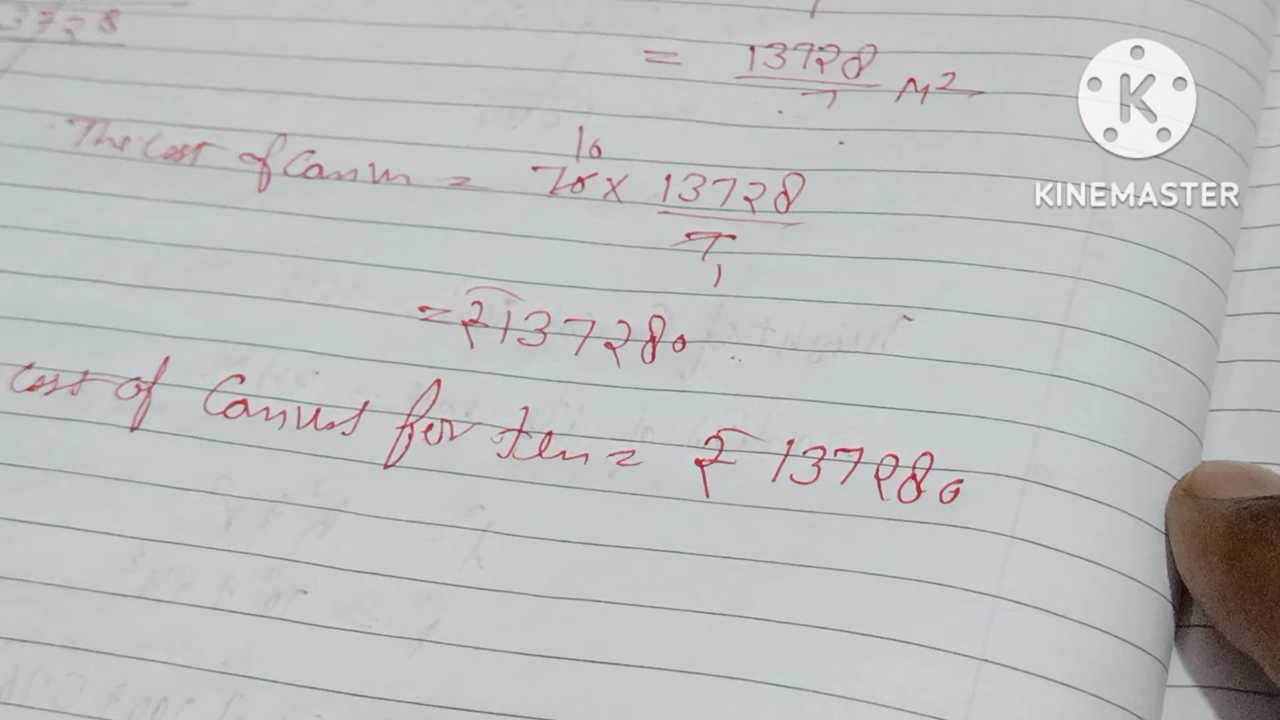 3728
= 13728/7 M²
10
The cost of Canvas = 70 × 13728/7
1
= ₹137280
cost of Canvas for ten = ₹ 137280
KINEMASTER